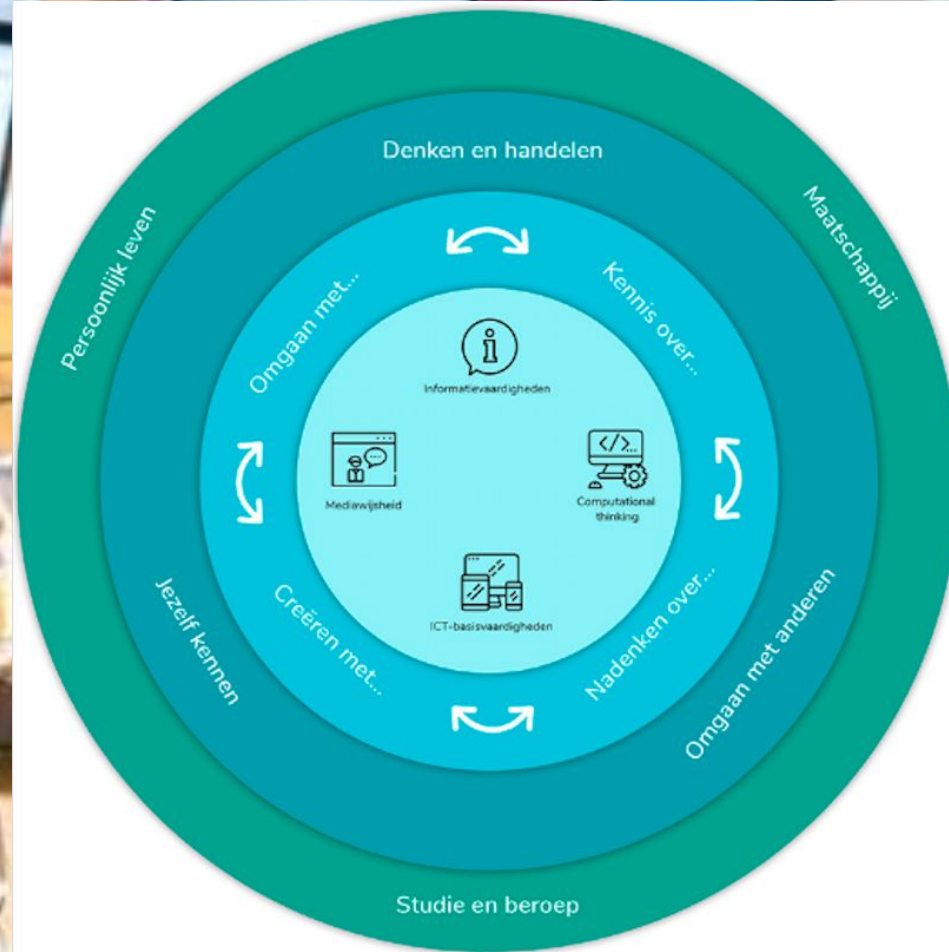 Denken en handelen
Persoonlijk leven
Maatschappij
Omgaan met...
Kennis over...
Informatievaardigheden
Mediawijsheid
Computational
thinking
ICT-basisvaardigheden
Creëren met...
Nadenken over...
Jezelf kennen
Omgaan met anderen
Studie en beroep